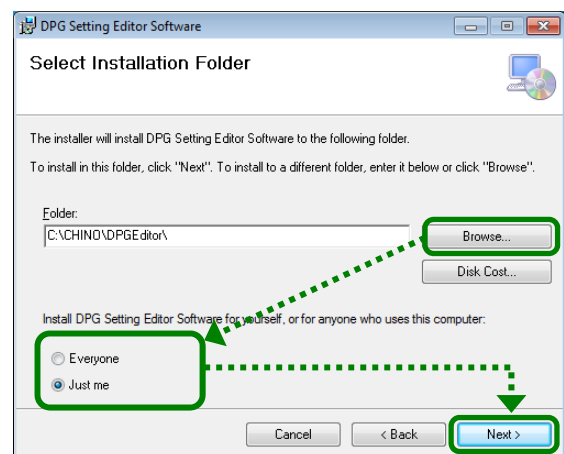 DPG Setting Editor Software
Select Installation Folder
The installer will install DPG Setting Editor Software to the following folder.
To install in this folder, click "Next". To install to a different folder, enter it below or click "Browse".
Folder:
C:\CHINO\DPGEditor\
Browse...
Disk Cost...
Install DPG Setting Editor Software for yourself, or for anyone who uses this computer:
Everyone
Just me
Cancel
< Back
Next >